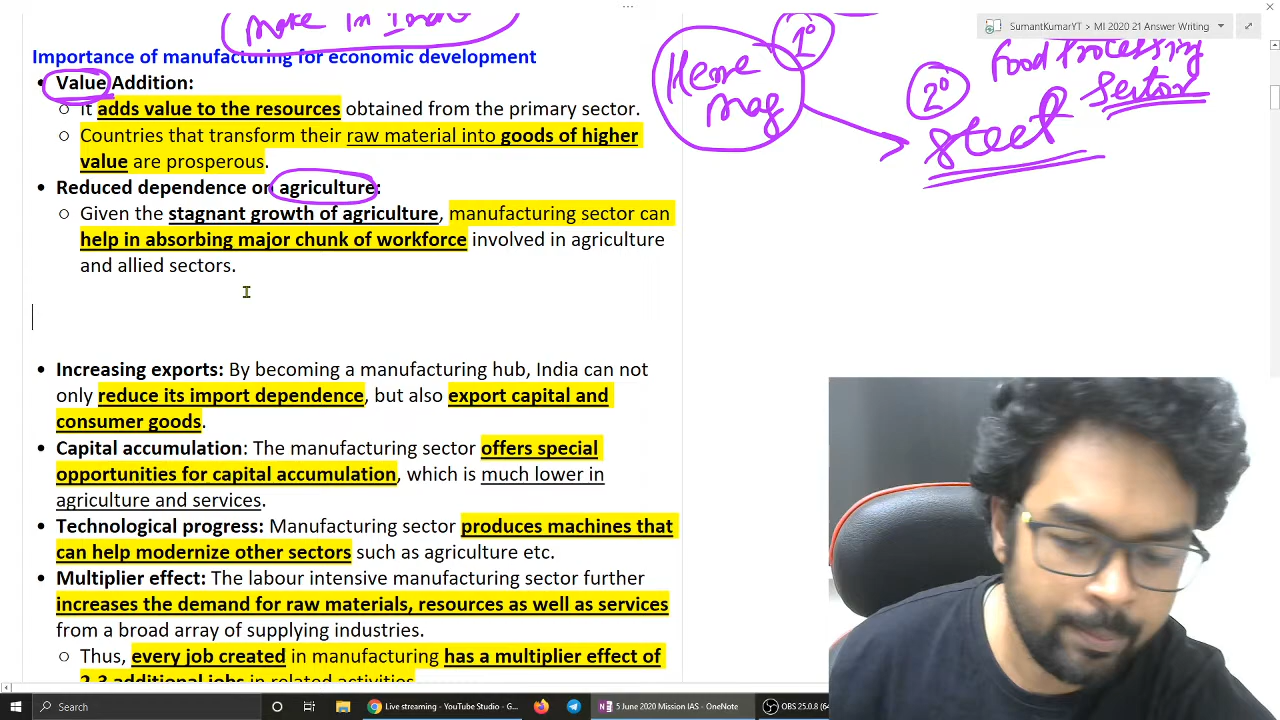 make in India
SumantKumarYT > MI 2020 21 Answer Writing
Importance of manufacturing for economic development
• Value Addition:
○ It adds value to the resources obtained from the primary sector.
○ Countries that transform their raw material into goods of higher
value are prosperous.
• Reduced dependence on agriculture:
○ Given the stagnant growth of agriculture, manufacturing sector can
help in absorbing major chunk of workforce involved in agriculture
and allied sectors.
1°
2°
Food Processing
Sector
steel
• Increasing exports: By becoming a manufacturing hub, India can not
only reduce its import dependence, but also export capital and
consumer goods.
• Capital accumulation: The manufacturing sector offers special
opportunities for capital accumulation, which is much lower in
agriculture and services.
• Technological progress: Manufacturing sector produces machines that
can help modernize other sectors such as agriculture etc.
• Multiplier effect: The labour intensive manufacturing sector further
increases the demand for raw materials, resources as well as services
from a broad array of supplying industries.
○ Thus, every job created in manufacturing has a multiplier effect of
2-3 additional jobs in related activities
Search
Live streaming - YouTube Studio - G...
5 June 2020 Mission IAS - OneNote
OBS 25.0.8 (64